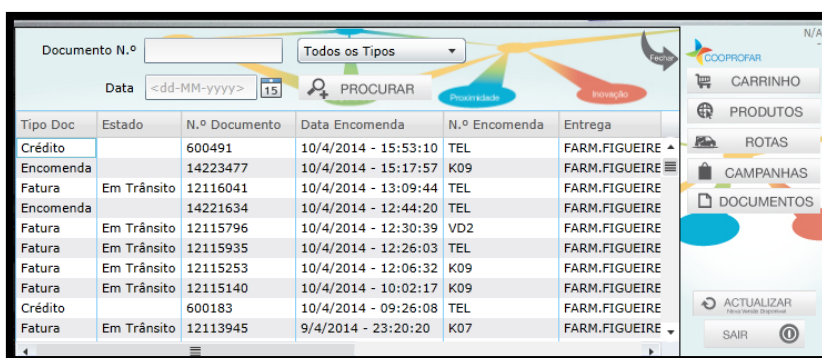 N/A
Documento N.º Todos os Tipos Fechar
COOPROFAR
Data <dd-MM-yyyy> 15 PROCURAR
Proximidade Inovação
CARRINHO
PRODUTOS
ROTAS
CAMPANHAS
DOCUMENTOS
Tipo Doc Estado N.º Documento Data Encomenda N.º Encomenda Entrega
Crédito 600491 10/4/2014 - 15:53:10 TEL FARM.FIGUEIRE
Encomenda 14223477 10/4/2014 - 15:17:57 K09 FARM.FIGUEIRE
Fatura Em Trânsito 12116041 10/4/2014 - 13:09:44 TEL FARM.FIGUEIRE
Encomenda 14221634 10/4/2014 - 12:44:20 TEL FARM.FIGUEIRE
Fatura Em Trânsito 12115796 10/4/2014 - 12:30:39 VD2 FARM.FIGUEIRE
Fatura Em Trânsito 12115935 10/4/2014 - 12:26:03 TEL FARM.FIGUEIRE
Fatura Em Trânsito 12115253 10/4/2014 - 12:06:32 K09 FARM.FIGUEIRE
Fatura Em Trânsito 12115140 10/4/2014 - 10:02:17 K09 FARM.FIGUEIRE
Crédito 600183 10/4/2014 - 09:26:08 TEL FARM.FIGUEIRE
Fatura Em Trânsito 12113945 9/4/2014 - 23:20:20 K07 FARM.FIGUEIRE
ACTUALIZAR
Nova Versão Disponível
SAIR